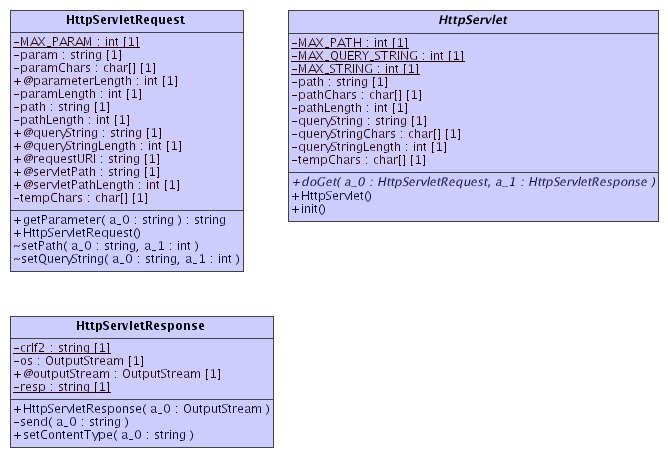 HttpServletRequest
-MAX_PARAM : int [1]
-param : string [1]
-paramChars : char[] [1]
+@parameterLength : int [1]
-paramLength : int [1]
-path : string [1]
-pathLength : int [1]
+@queryString : string [1]
+@queryStringLength : int [1]
+@requestURI : string [1]
+@servletPath : string [1]
+@servletPathLength : int [1]
-tempChars : char[] [1]
+getParameter( a_0 : string ) : string
+HttpServletRequest()
~setPath( a_0 : string, a_1 : int )
~setQueryString( a_0 : string, a_1 : int )
HttpServlet
-MAX_PATH : int [1]
-MAX_QUERY_STRING : int [1]
-MAX_STRING : int [1]
-path : string [1]
-pathChars : char[] [1]
-pathLength : int [1]
-queryString : string [1]
-queryStringChars : char[] [1]
-queryStringLength : int [1]
-tempChars : char[] [1]
+doGet( a_0 : HttpServletRequest, a_1 : HttpServletResponse )
+HttpServlet()
+init()
HttpServletResponse
-crlf2 : string [1]
-os : OutputStream [1]
+@outputStream : OutputStream [1]
-resp : string [1]
+HttpServletResponse( a_0 : OutputStream )
-send( a_0 : string )
+setContentType( a_0 : string )